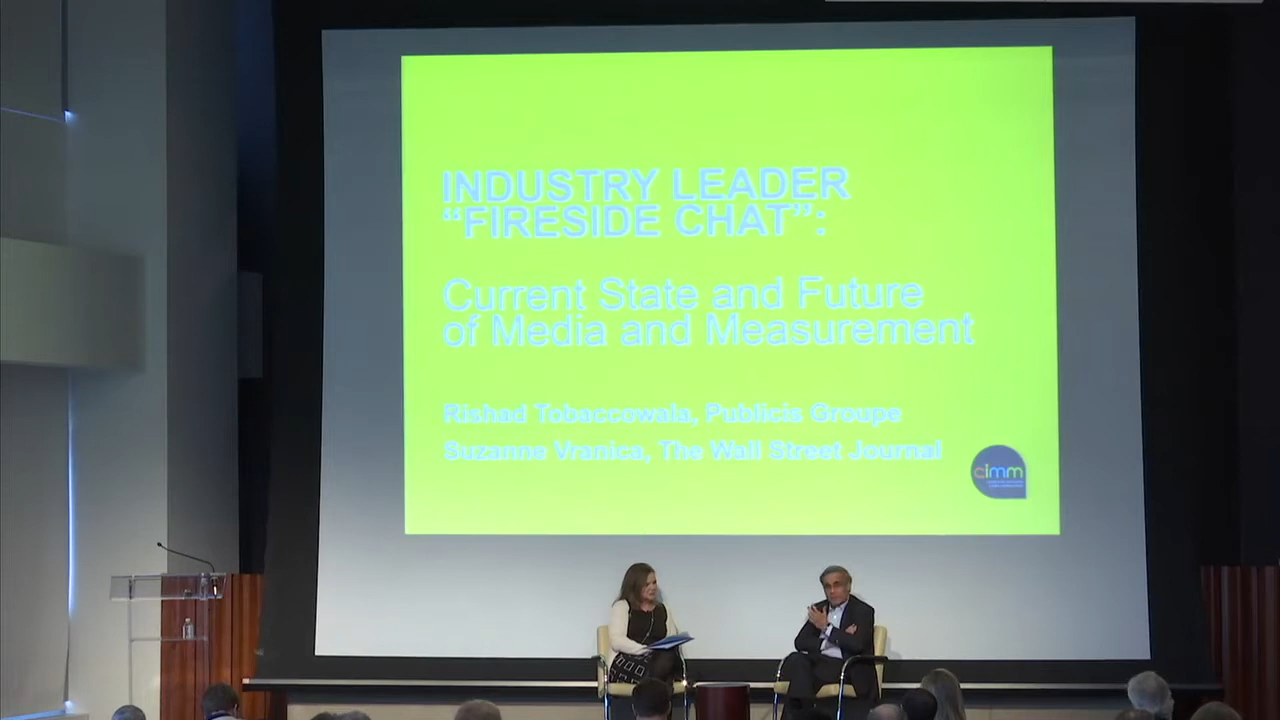 INDUSTRY LEADER
“FIRESIDE CHAT”:
Current State and Future
of Media and Measurement
Rishad Tobaccowala, Publicis Groupe
Suzanne Vranica, The Wall Street Journal
cimm